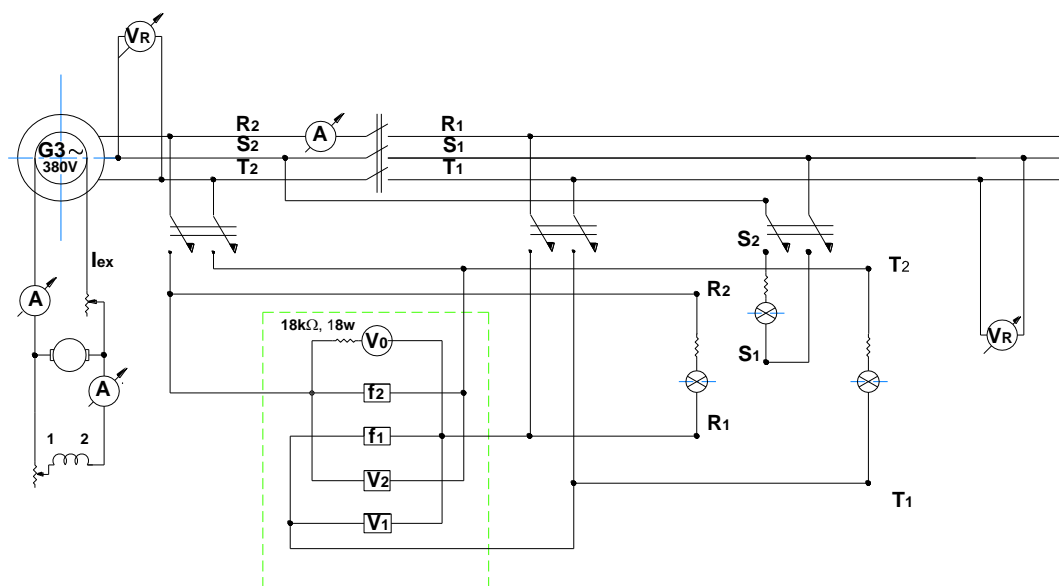 VR
R2
S2
T2
A
R1
S1
T1
G3~
380V
Iex
A
A
1 2
S2
S1
T2
R2
R1
T1
18kΩ, 18w
V0
f2
f1
V2
V1
VR